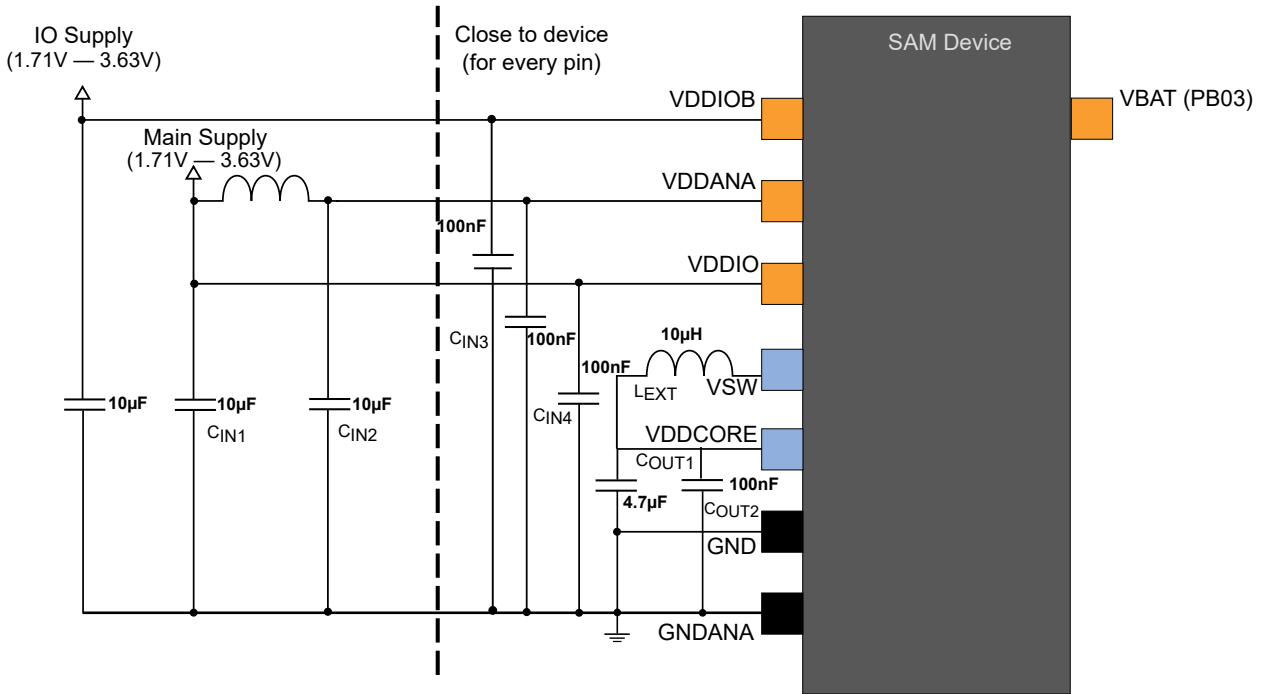 IO Supply
(1.71V — 3.63V)
Close to device
(for every pin)
SAM Device
VDDIOB
VBAT (PB03)
Main Supply
(1.71V — 3.63V)
VDDANA
100nF
VDDIO
CIN3
100nF
10µH
100nF
LEXT
VSW
10µF
10µF
10µF
CIN4
CIN1
CIN2
VDDCORE
COUT1
100nF
4.7µF
COUT2
GND
GNDANA